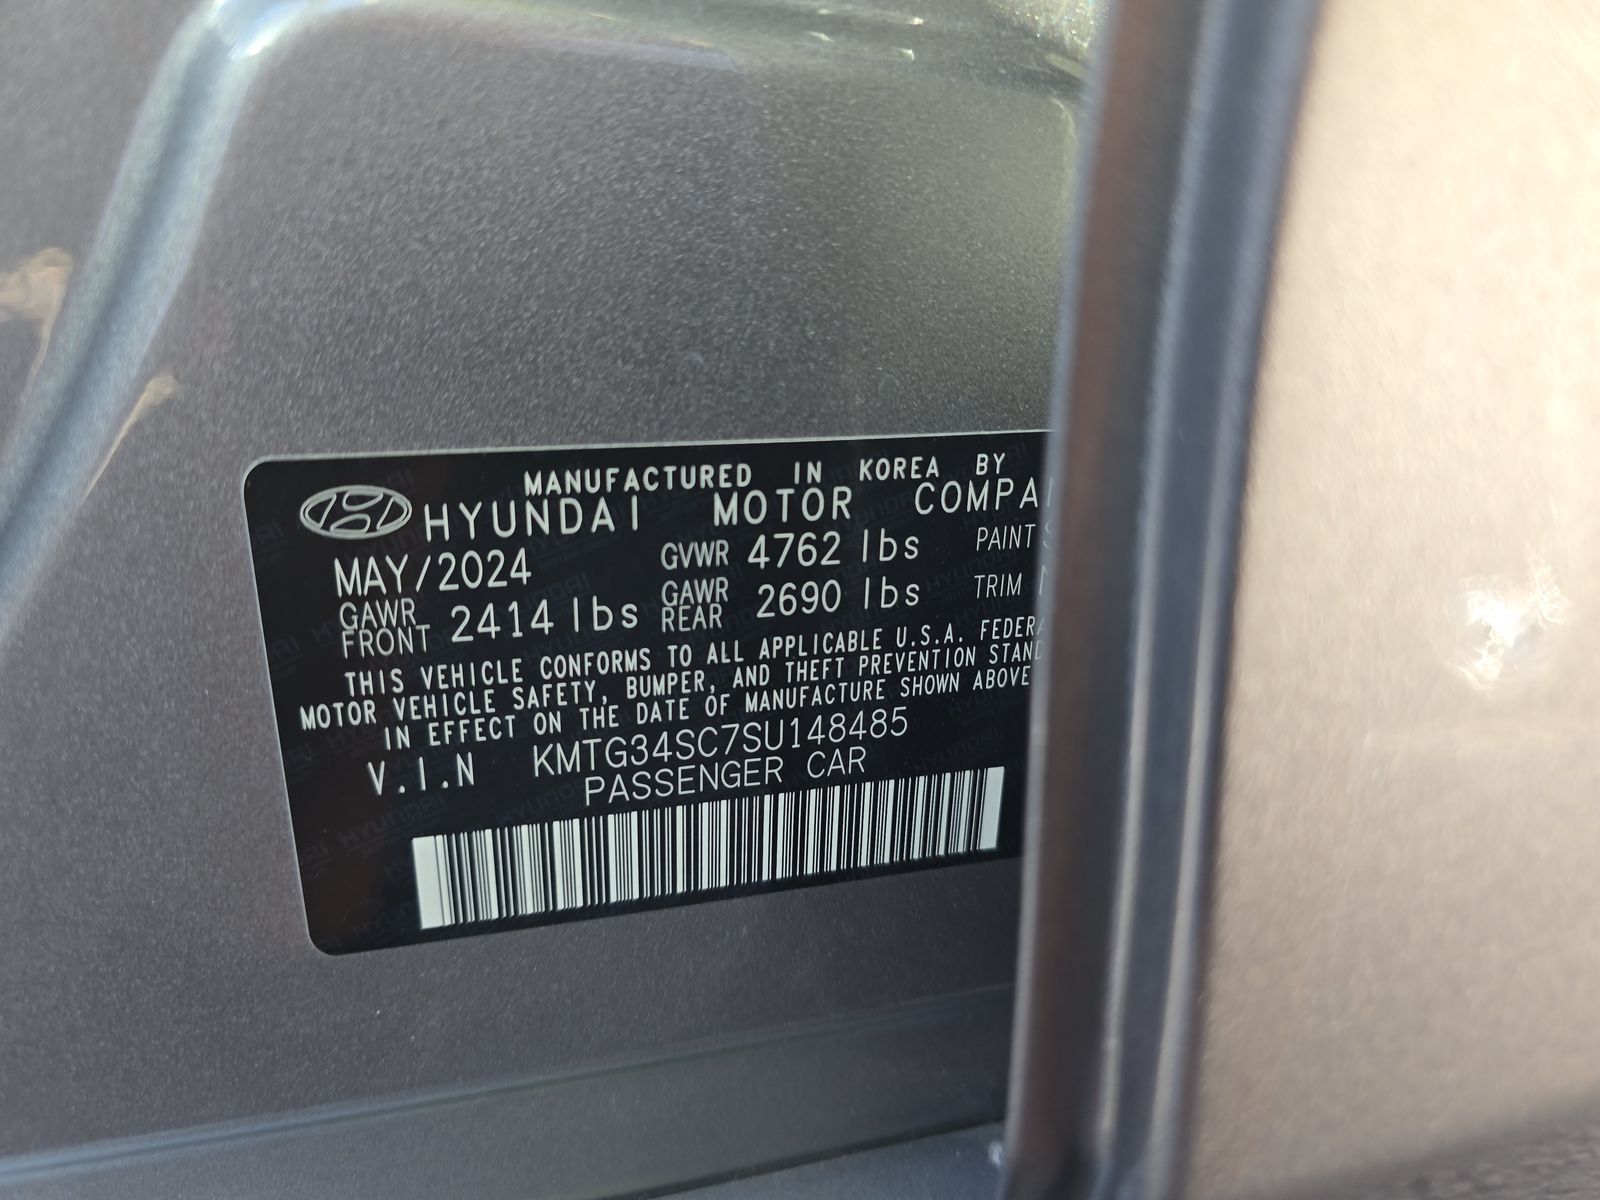 MANUFACTURED IN KOREA BY
HYUNDAI MOTOR COMPA
MAY/2024 GVWR 4762 lbs PAINT
GAWR FRONT 2414 lbs GAWR REAR 2690 lbs TRIM
THIS VEHICLE CONFORMS TO ALL APPLICABLE U.S.A. FEDERA
MOTOR VEHICLE SAFETY, BUMPER, AND THEFT PREVENTION STAND
IN EFFECT ON THE DATE OF MANUFACTURE SHOWN ABOVE
V.I.N KMTG34SC7SU148485
PASSENGER CAR